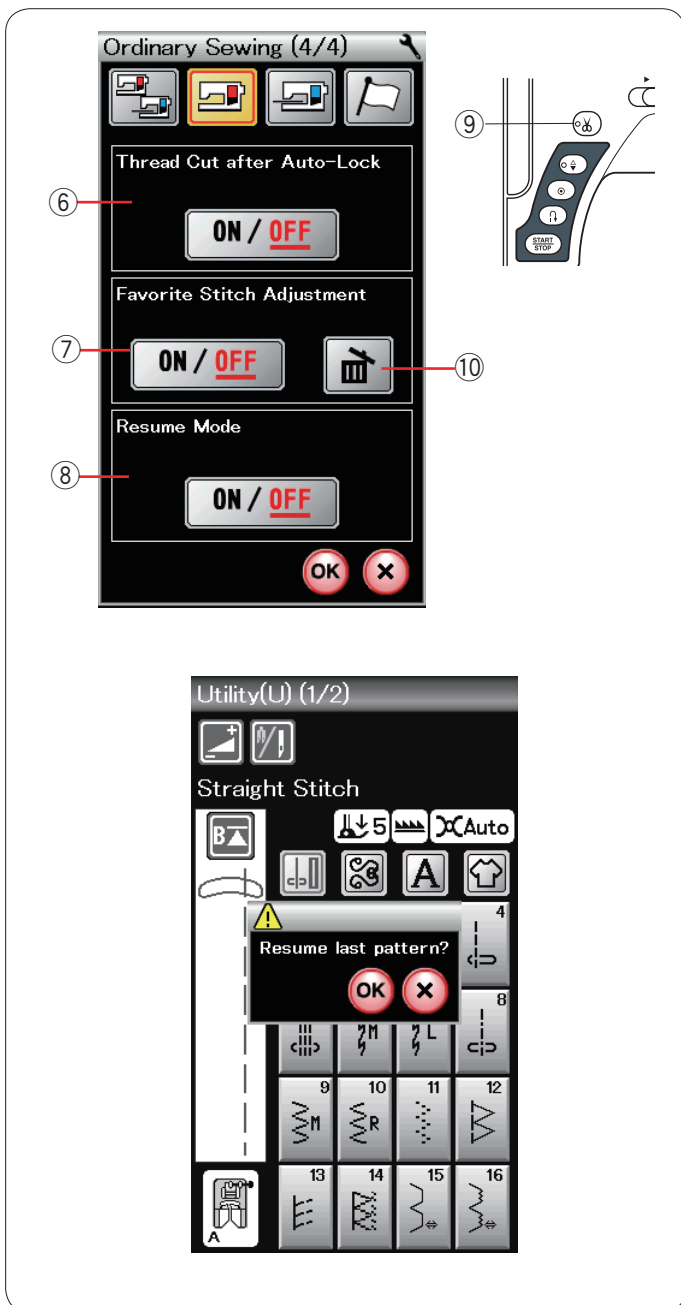 Ordinary Sewing (4/4)
⑨
Thread Cut after Auto-Lock
⑥
ON / OFF
START
STOP
Favorite Stitch Adjustment
⑦
ON / OFF
⑩
Resume Mode
⑧
ON / OFF
OK
Utility(U) (1/2)
Straight Stitch
B
5
Auto
A
4
Resume last pattern?
OK
8
M
L
9
M
10
R
11
12
13
14
15
16
A